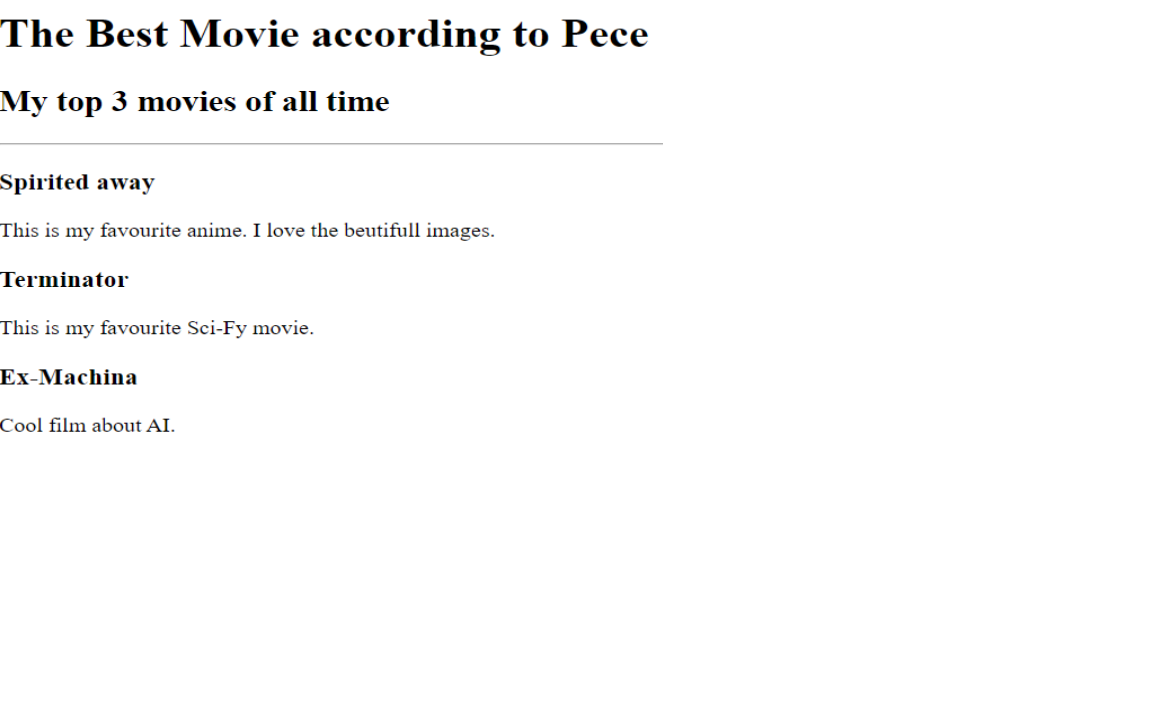 The Best Movie according to Pece
My top 3 movies of all time
Spirited away
This is my favourite anime. I love the beutifull images.
Terminator
This is my favourite Sci-Fy movie.
Ex-Machina
Cool film about AI.